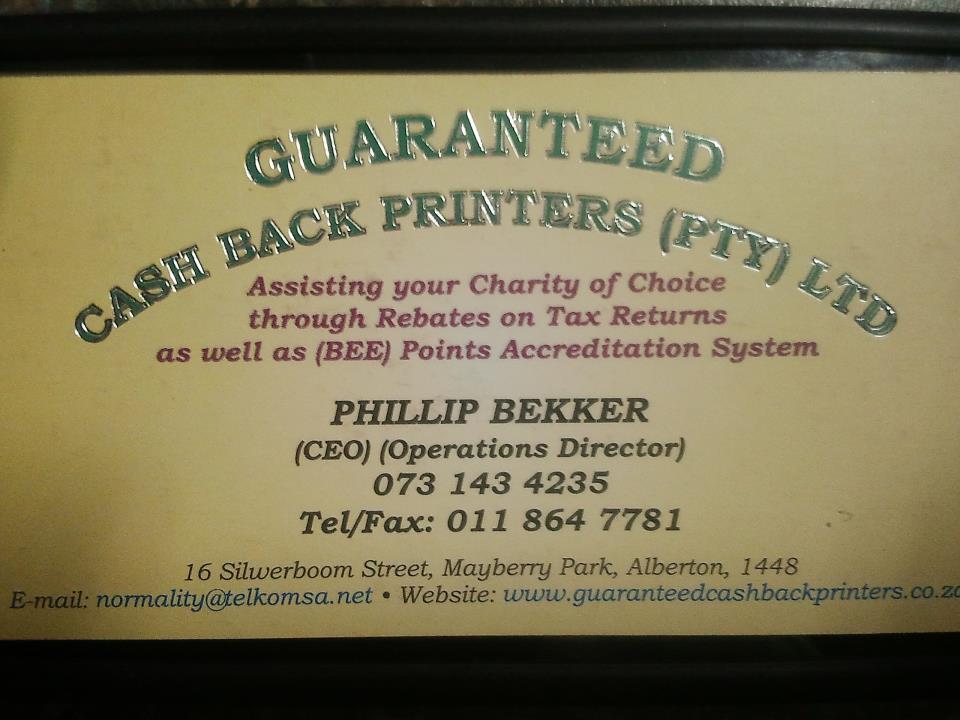 GUARANTEED
CASH BACK PRINTERS (PTY) LTD
Assisting your Charity of Choice
through Rebates on Tax Returns
as well as (BEE) Points Accreditation System
PHILLIP BEKKER
(CEO) (Operations Director)
073 143 4235
Tel/Fax: 011 864 7781
16 Silwerboom Street, Mayberry Park, Alberton, 1448
E-mail: normality@telkomsa.net • Website: www.guaranteedcashbackprinters.co.za